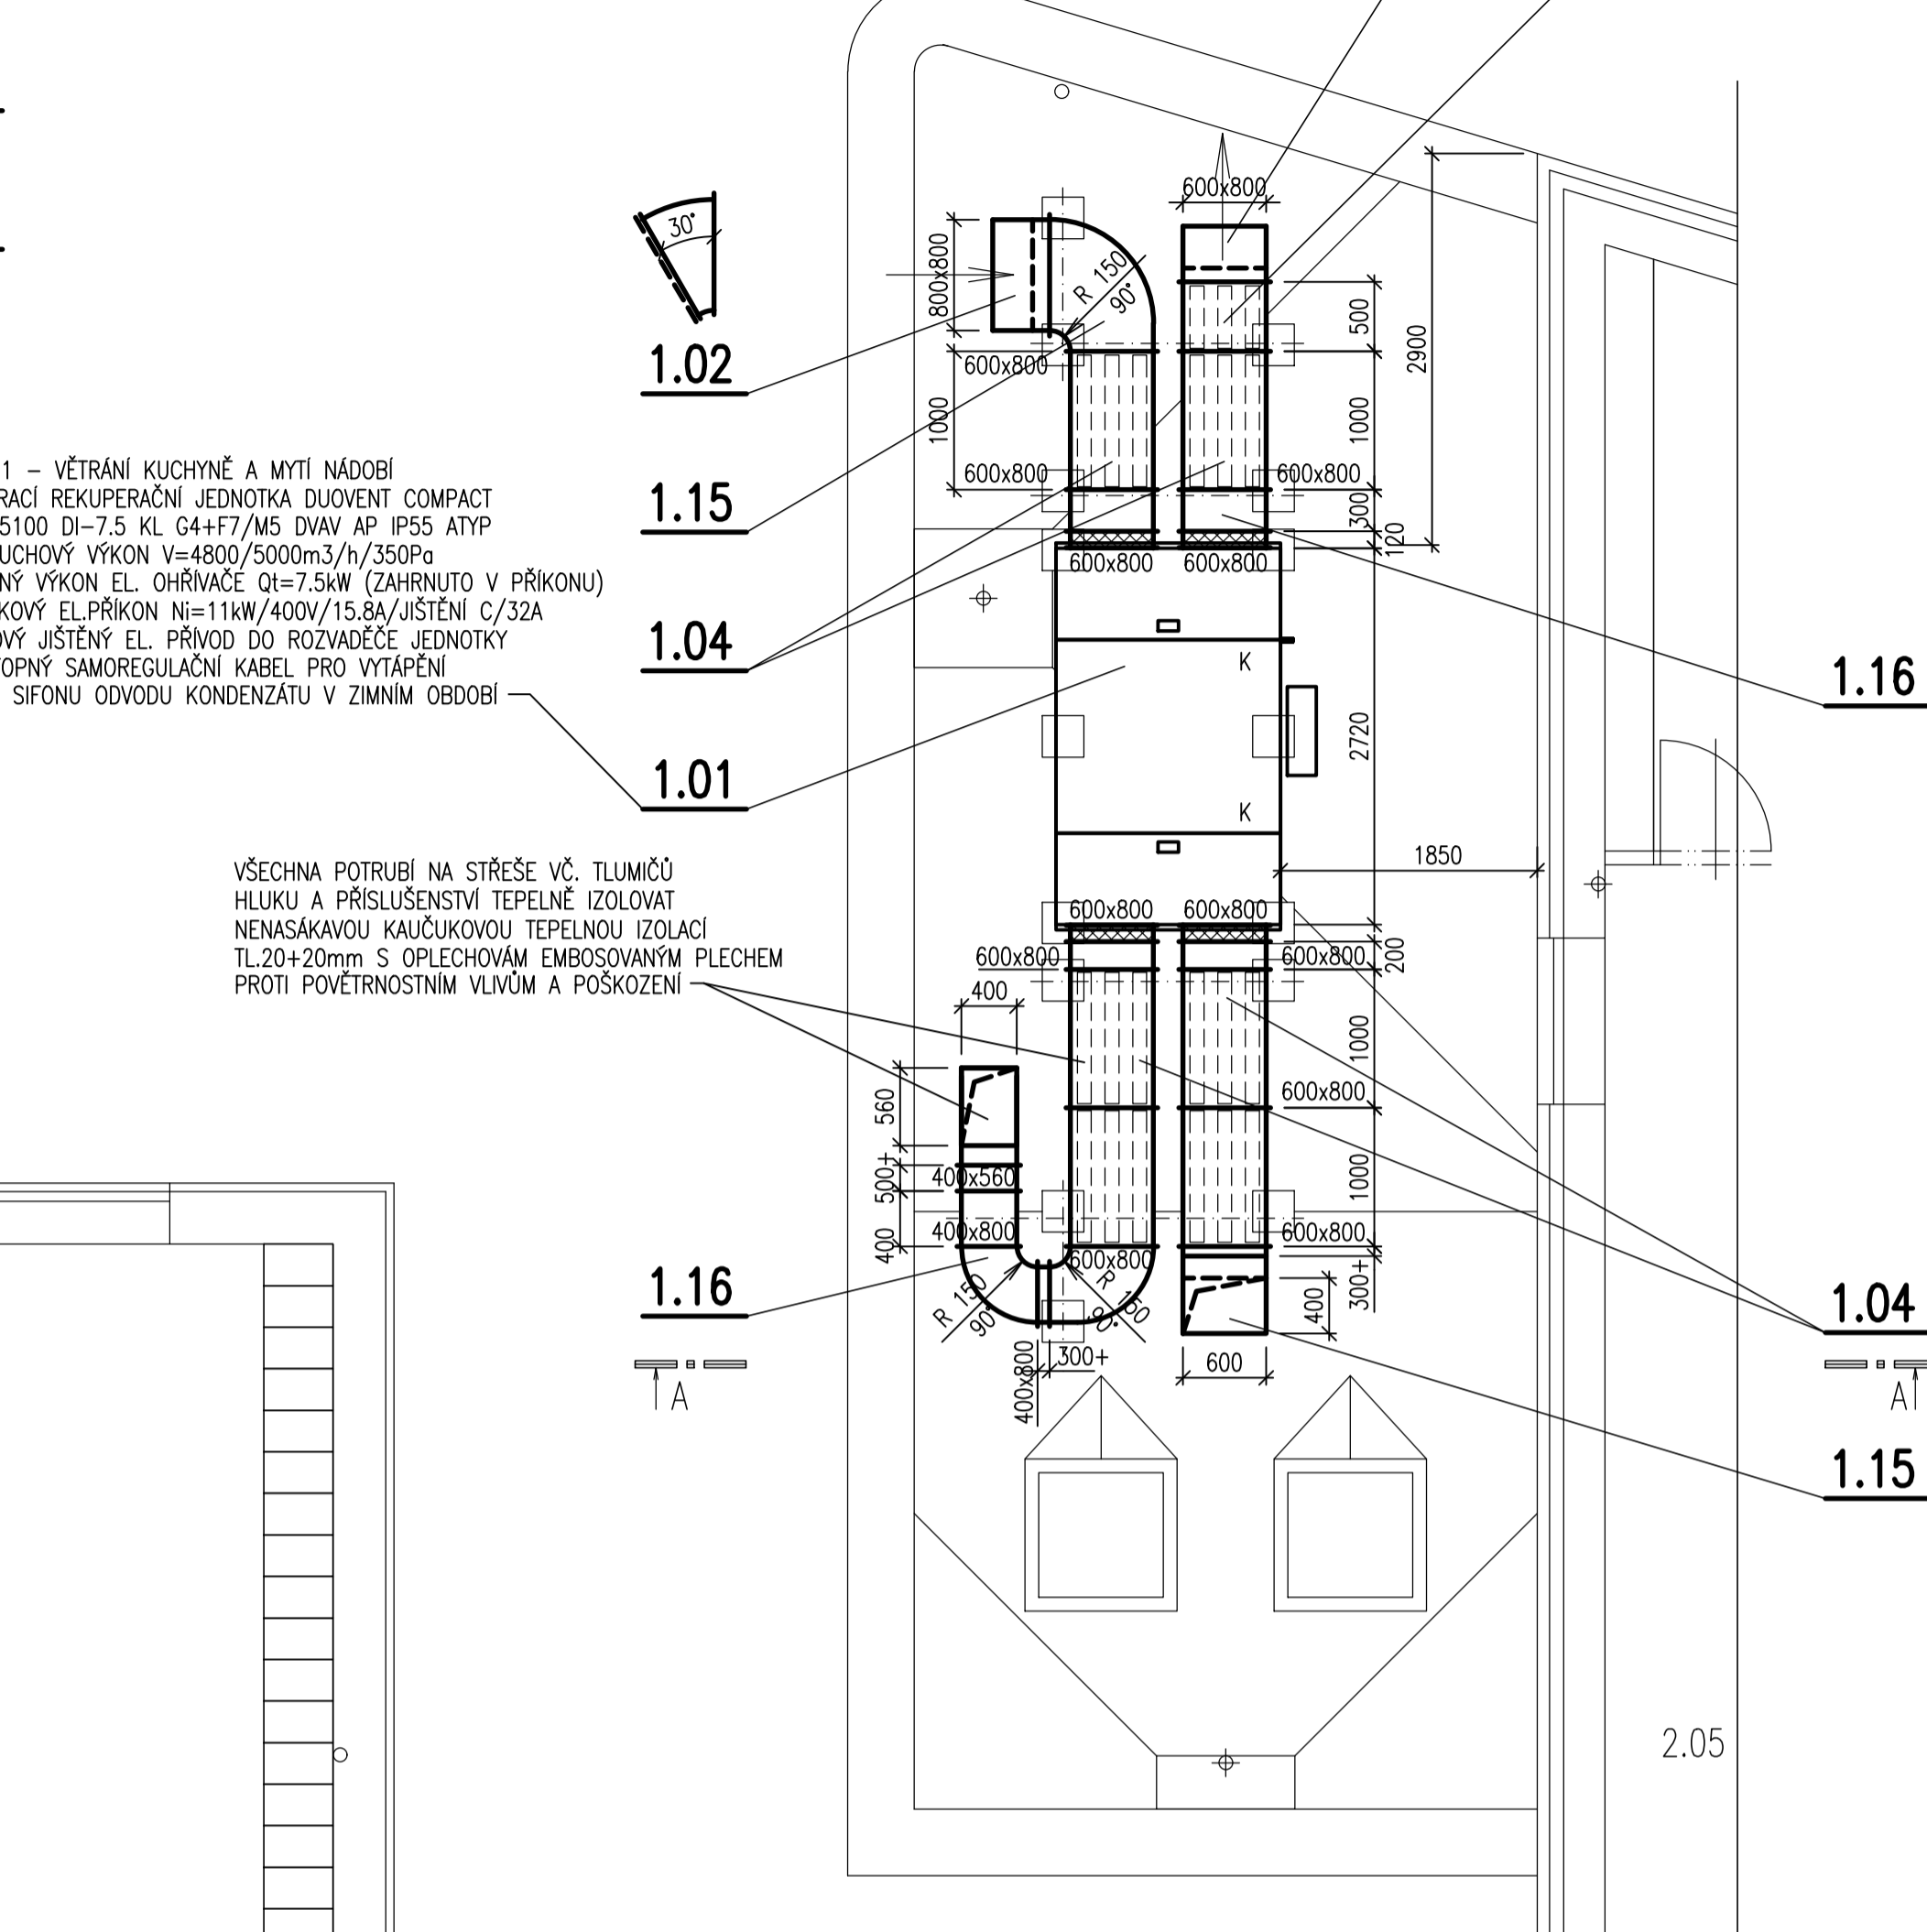 30°
1.02
1 – VĚTRÁNÍ KUCHYNĚ A MYTÍ NÁDOBÍ
RACÍ REKUPERAČNÍ JEDNOTKA DUOVENT COMPACT
5100 DI–7.5 KL G4+F7/M5 DVAV AP IP55 ATYP
UCHOVÝ VÝKON V=4800/5000m3/h/350Pa
NÝ VÝKON EL. OHŘÍVAČE Qt=7.5kW (ZAHRNUTO V PŘÍKONU)
KOVÝ EL.PŘÍKON Ni=11kW/400V/15.8A/JIŠTĚNÍ C/32A
OVÝ JIŠTĚNÝ EL. PŘÍVOD DO ROZVADĚČE JEDNOTKY
TOPNÝ SAMOREGULAČNÍ KABEL PRO VYTÁPĚNÍ
SIFONU ODVODU KONDENZÁTU V ZIMNÍM OBDOBÍ
1.15
1.04
1.01
VŠECHNA POTRUBÍ NA STŘEŠE VČ. TLUMIČŮ
HLUKU A PŘÍSLUŠENSTVÍ TEPELNĚ IZOLOVAT
NENASÁKAVOU KAUČUKOVOU TEPELNOU IZOLACÍ
TL.20+20mm S OPLECHOVÁM EMBOSOVANÝM PLECHEM
PROTI POVĚTRNOSTNÍM VLIVŮM A POŠKOZENÍ
1.16
A
600x800
800x800
R 150
90°
500
2900
600x800
1000
1000
600x800
600x800
300
120
600x800
600x800
K
2720
K
1850
1.16
600x800
600x800
200
600x800
600x800
400
1000
560
600x800
500+
400x560
1000
400
400x800
600x800
600x800
R 150
90°
R 150
90°
300+
400
400x800
300+
600
1.04
A
1.15
2.05